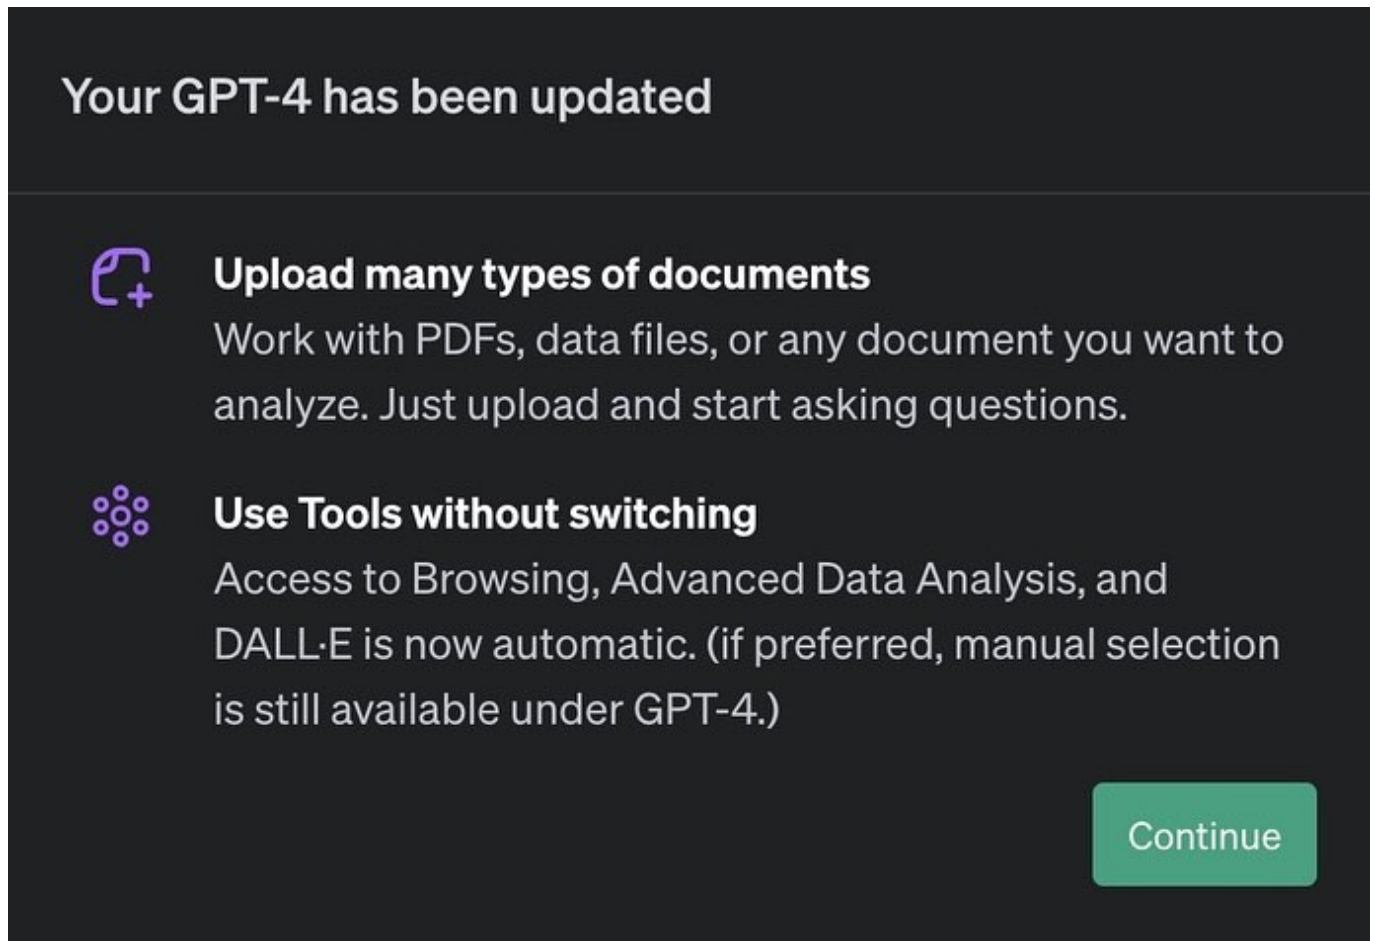 Your GPT-4 has been updated
Upload many types of documents
Work with PDFs, data files, or any document you want to
analyze. Just upload and start asking questions.
Use Tools without switching
Access to Browsing, Advanced Data Analysis, and
DALL·E is now automatic. (if preferred, manual selection
is still available under GPT-4.)
Continue